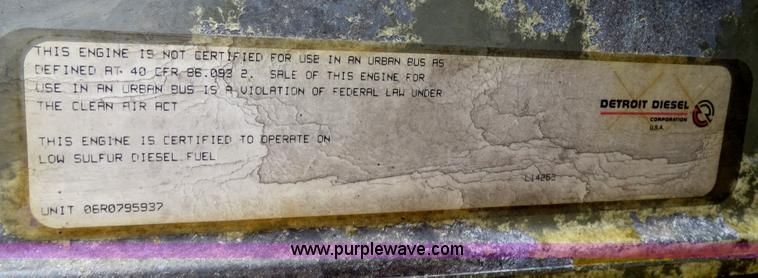 THIS ENGINE IS NOT CERTIFIED FOR USE IN AN URBAN BUS AS
DEFINED AT 40 CFR 86.093 2. SALE OF THIS ENGINE FOR
USE IN AN URBAN BUS IS A VIOLATION OF FEDERAL LAW UNDER
THE CLEAN AIR ACT
DETROIT DIESEL
CORPORATION
U.S.A.
THIS ENGINE IS CERTIFIED TO OPERATE ON
LOW SULFUR DIESEL FUEL
UNIT 06R0795937
www.purplewave.com